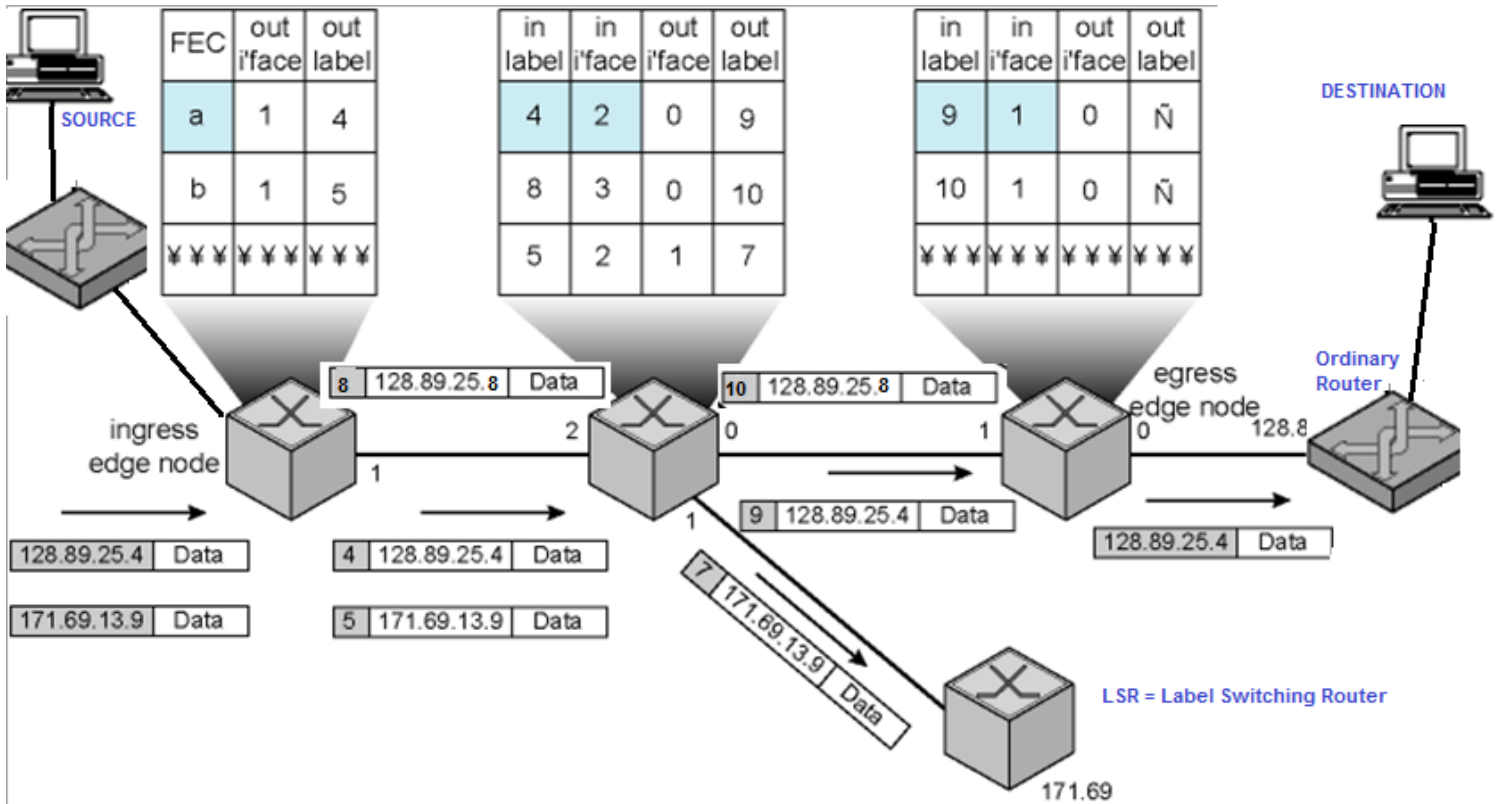 SOURCE
FEC out i'face out label
a 1 4
b 1 5
¥ ¥ ¥ ¥ ¥ ¥ ¥ ¥ ¥
in label in i'face out i'face out label
4 2 0 9
8 3 0 10
5 2 1 7
in label in i'face out i'face out label
9 1 0 Ñ
10 1 0 Ñ
¥ ¥ ¥ ¥ ¥ ¥ ¥ ¥ ¥ ¥ ¥ ¥
DESTINATION
Ordinary
Router
8 128.89.25.8 Data
10 128.89.25.8 Data
ingress
edge node
egress
edge node
1
2
0
1
1
0
128.8
128.89.25.4 Data
171.69.13.9 Data
4 128.89.25.4 Data
5 171.69.13.9 Data
9 128.89.25.4 Data
128.89.25.4 Data
7 171.69.13.9 Data
LSR = Label Switching Router
171.69